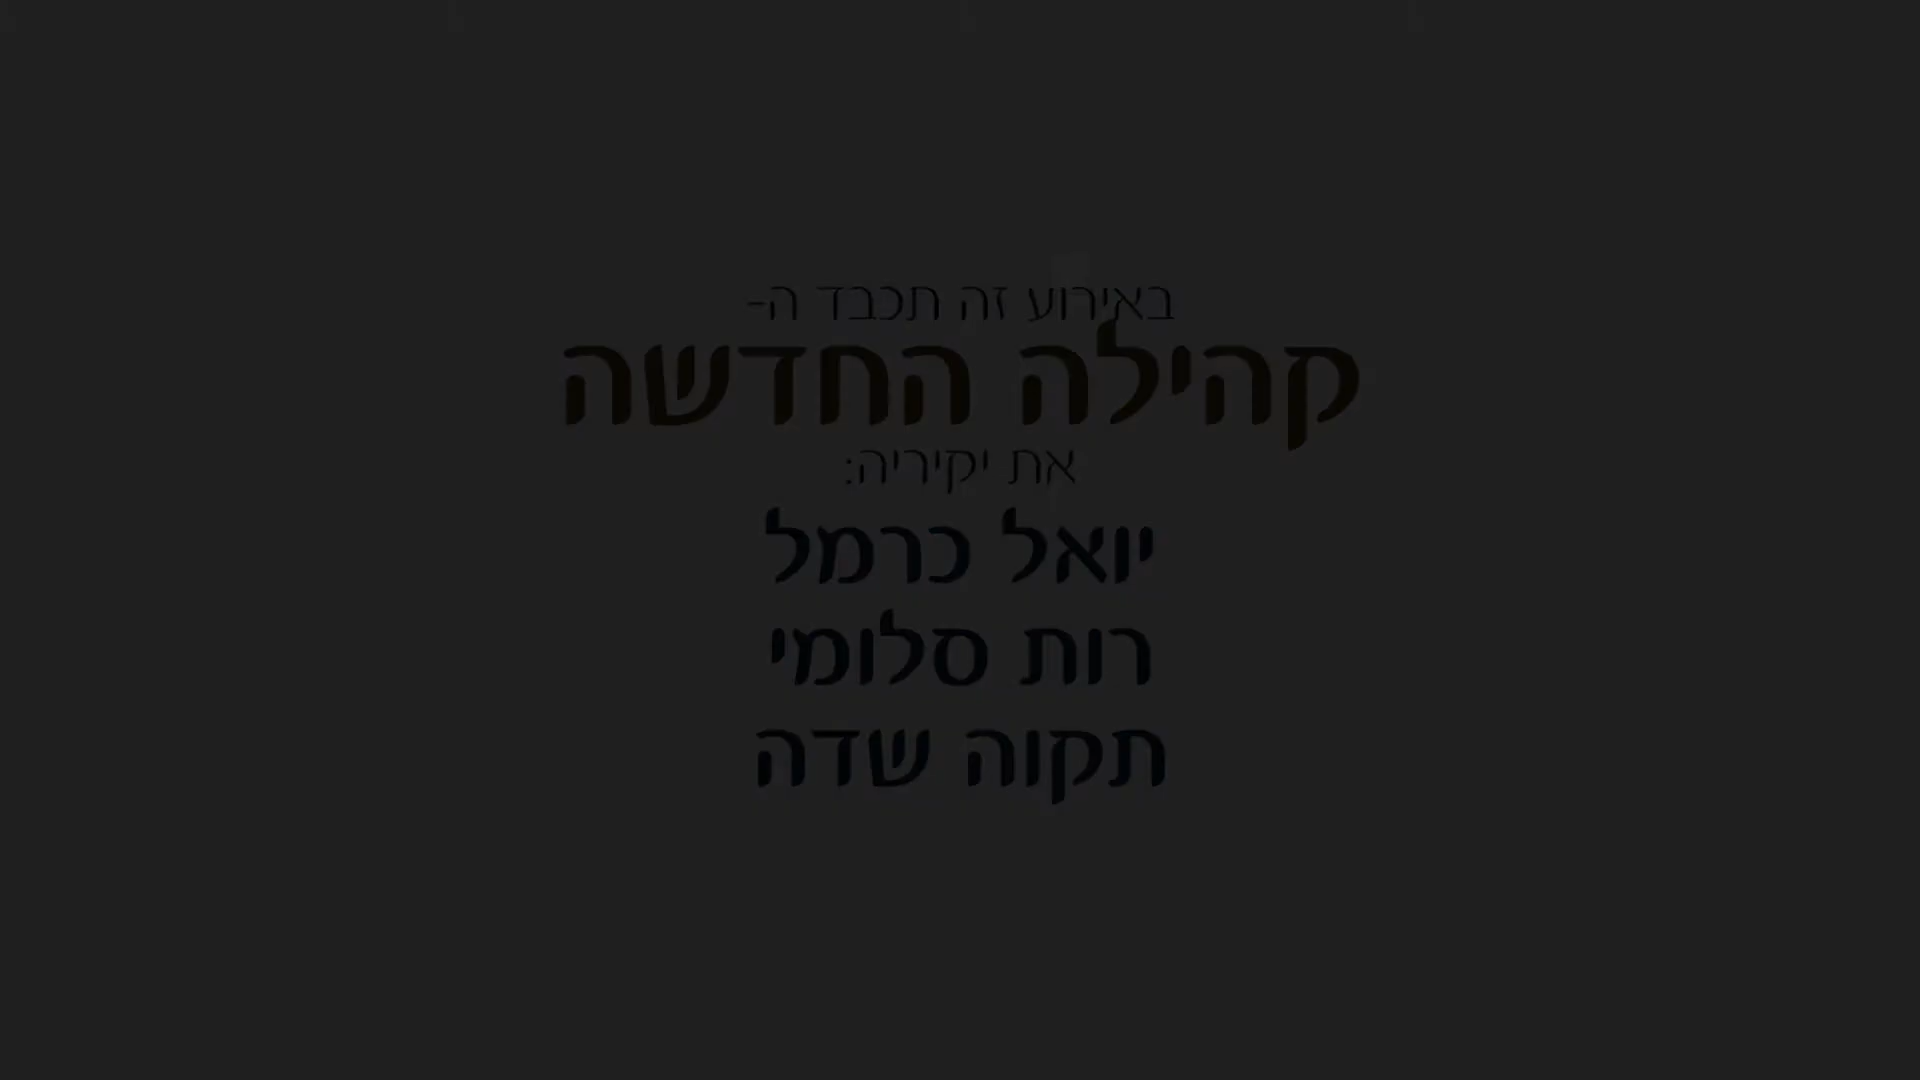 באירוע זה תכבד ה-
קהילה החדשה
את יקיריה:
יואל כרמל
רות סלומי
תקוה שדה